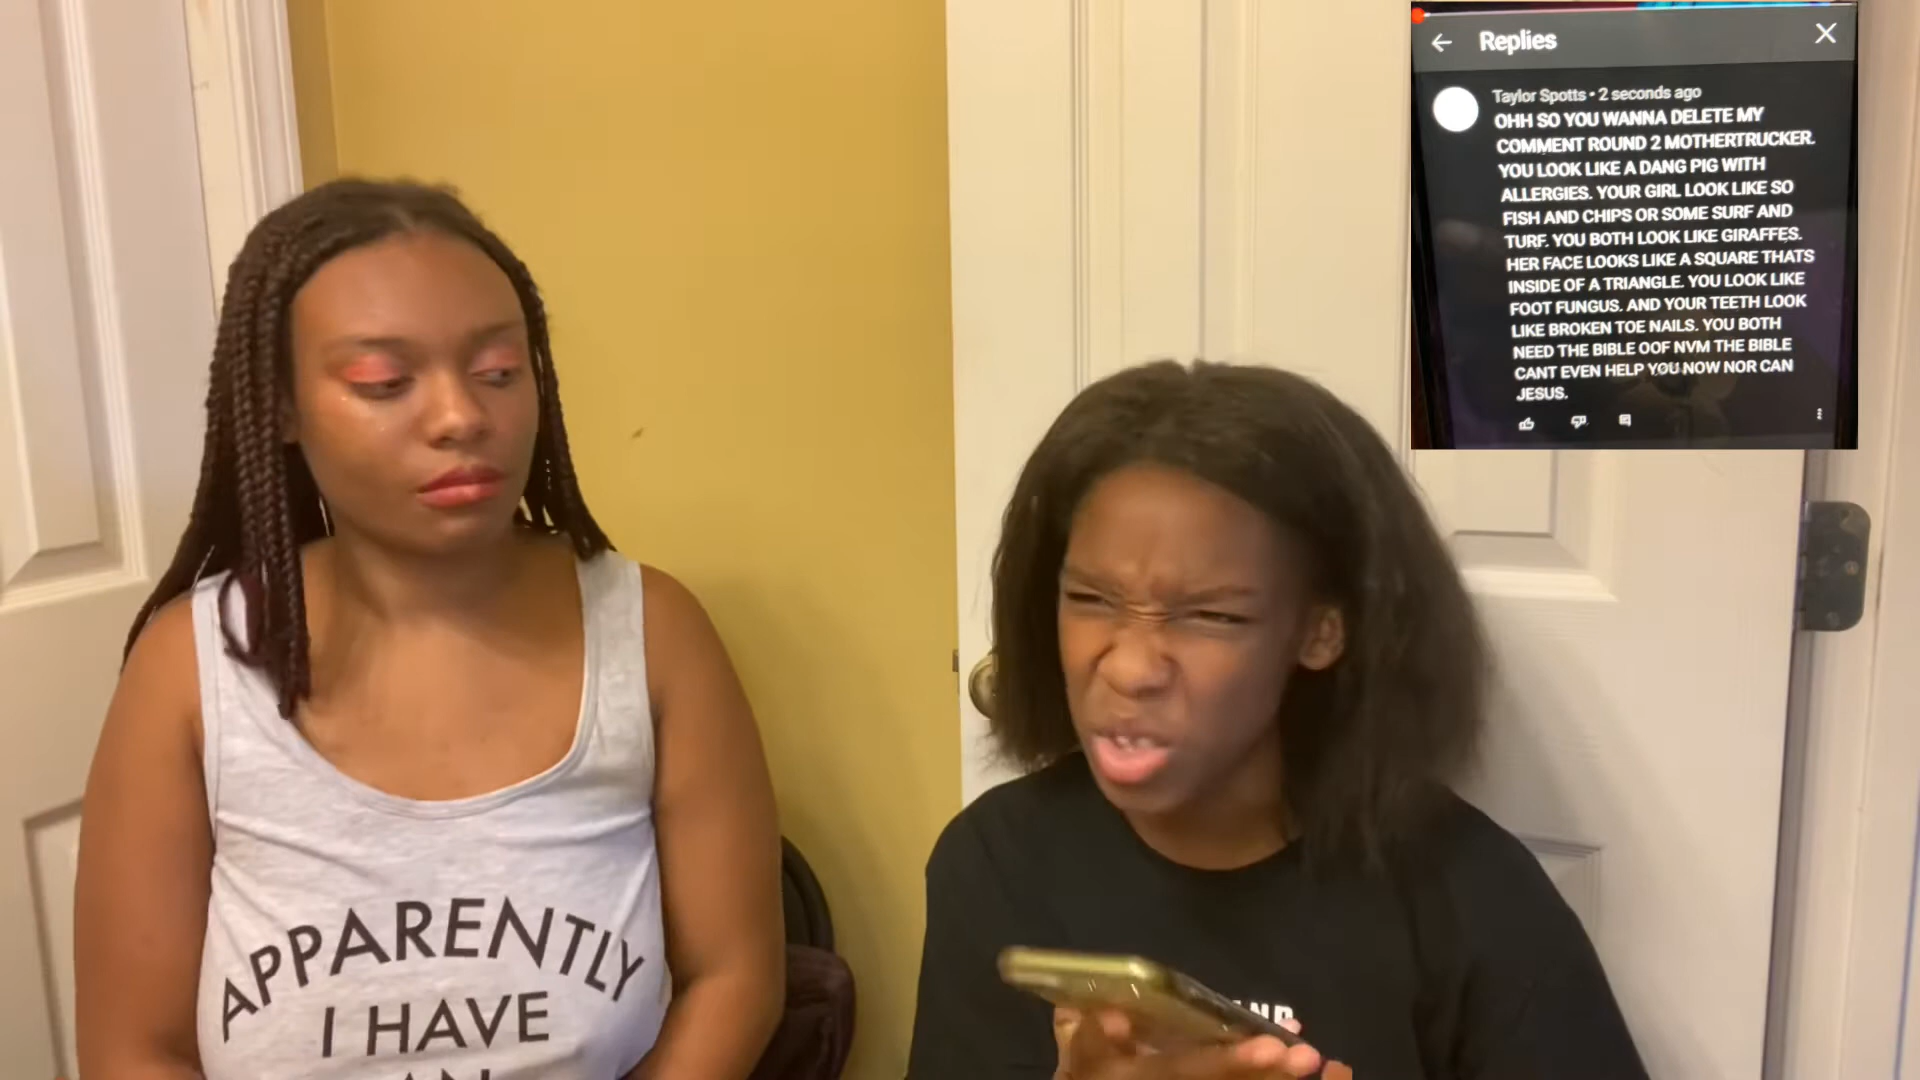 Replies
Taylor Spotts • 2 seconds ago
OHH SO YOU WANNA DELETE MY
COMMENT ROUND 2 MOTHERTRUCKER.
YOU LOOK LIKE A DANG PIG WITH
ALLERGIES. YOUR GIRL LOOK LIKE SO
FISH AND CHIPS OR SOME SURF AND
TURF. YOU BOTH LOOK LIKE GIRAFFES.
HER FACE LOOKS LIKE A SQUARE THATS
INSIDE OF A TRIANGLE. YOU LOOK LIKE
FOOT FUNGUS. AND YOUR TEETH LOOK
LIKE BROKEN TOE NAILS. YOU BOTH
NEED THE BIBLE OOF NVM THE BIBLE
CANT EVEN HELP YOU NOW NOR CAN
JESUS.
APPARENTLY
I HAVE
AN